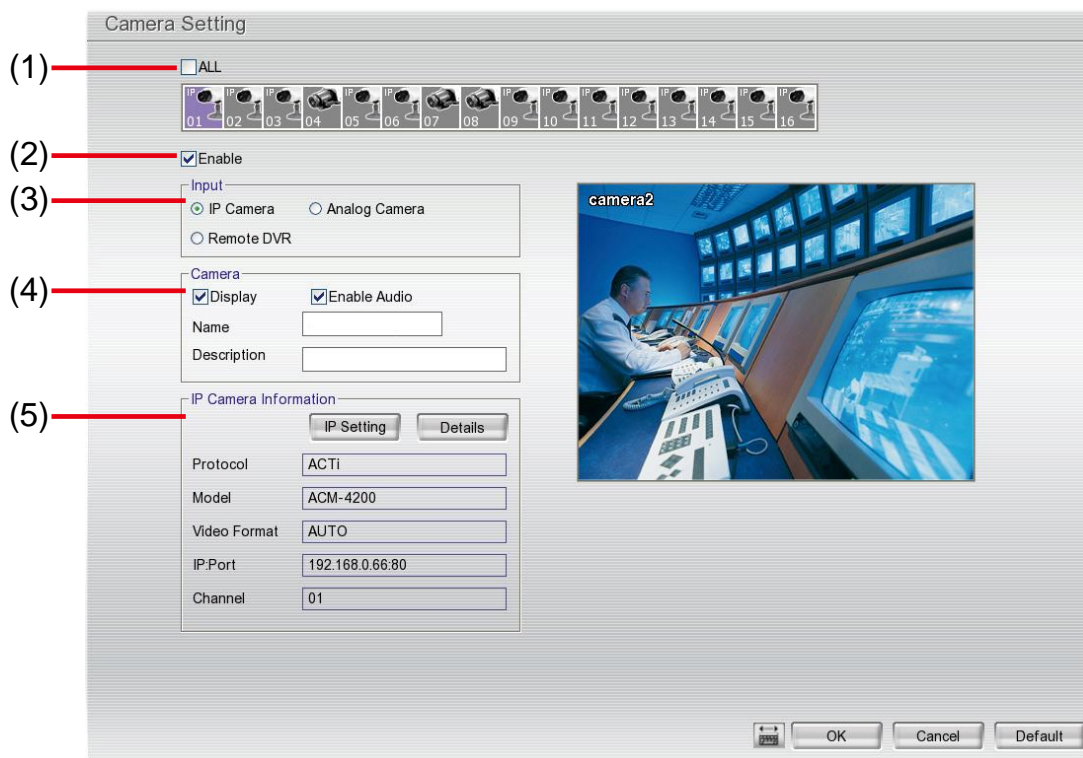 Camera Setting
(1)
ALL
IP 01 IP 02 IP 03 04 IP 05 IP 06 07 08 IP 09 IP 10 IP 11 IP 12 IP 13 IP 14 IP 15 IP 16
(2)
Enable
Input
(3)
IP Camera Analog Camera
Remote DVR
camera2
Camera
(4)
Display Enable Audio
Name
Description
IP Camera Information
(5)
IP Setting Details
Protocol ACTi
Model ACM-4200
Video Format AUTO
IP:Port 192.168.0.66:80
Channel 01
OK Cancel Default